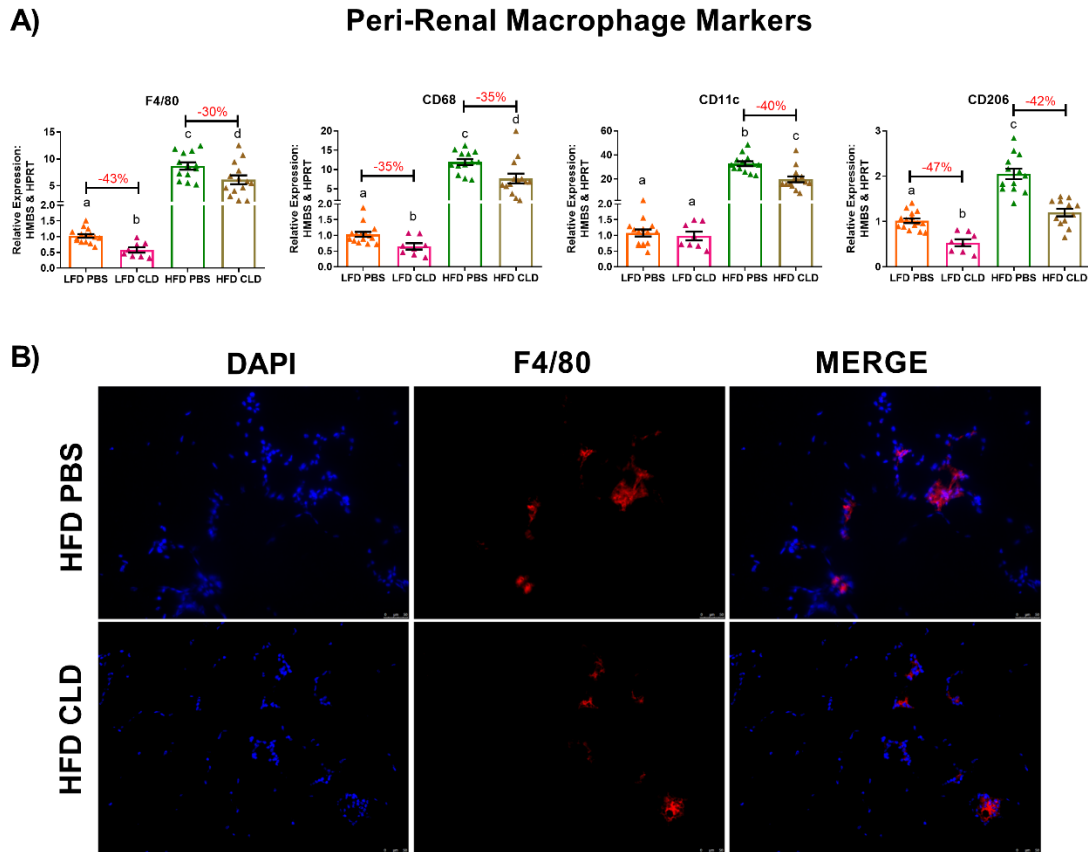 A)
Peri-Renal Macrophage Markers
F4/80
-30%
-43%
a
b
c
d
Relative Expression:
HMBS & HPRT
15
10
5
2.0
1.5
1.0
0.5
0.0
LFD PBS LFD CLD HFD PBS HFD CLD
CD68
-35%
-35%
a
b
c
d
Relative Expression:
HMBS & HPRT
20
15
10
5
2.0
1.5
1.0
0.5
0.0
LFD PBS LFD CLD HFD PBS HFD CLD
CD11c
-40%
a
a
b
c
Relative Expression:
HMBS & HPRT
60
40
20
2.0
1.5
1.0
0.5
0.0
LFD PBS LFD CLD HFD PBS HFD CLD
CD206
-42%
-47%
a
b
c
Relative Expression:
HMBS & HPRT
3
2
1
0
LFD PBS LFD CLD HFD PBS HFD CLD
B)
DAPI F4/80 MERGE
HFD PBS
HFD CLD